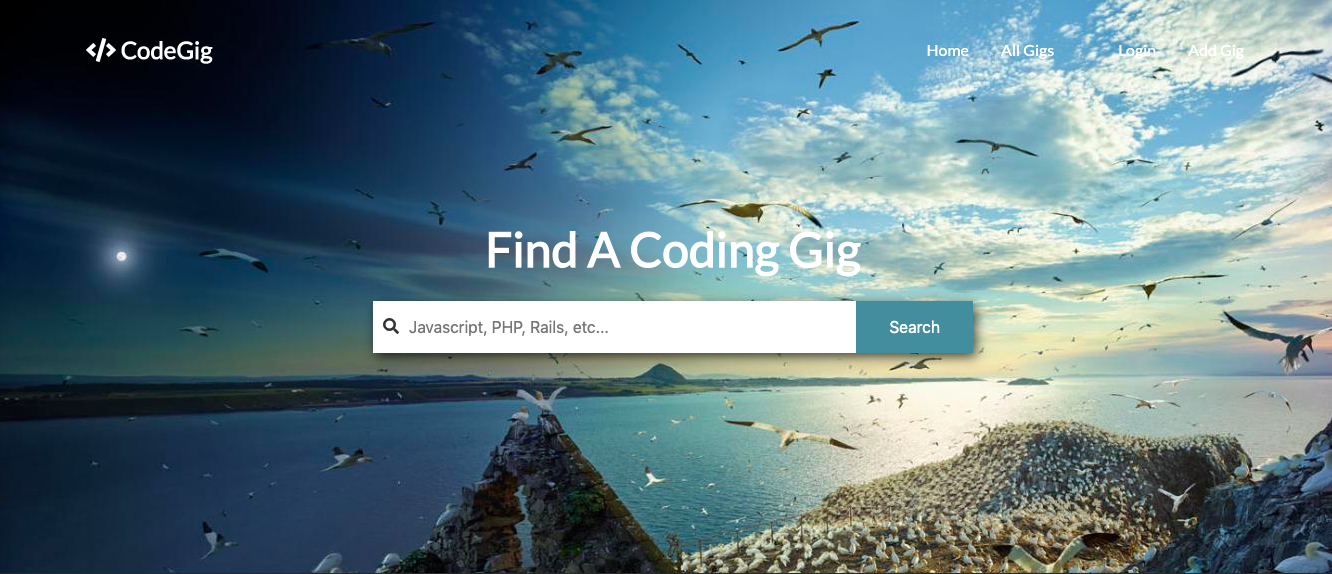 </> CodeGig
Home All Gigs Login Add Gig
Find A Coding Gig
Javascript, PHP, Rails, etc...
Search